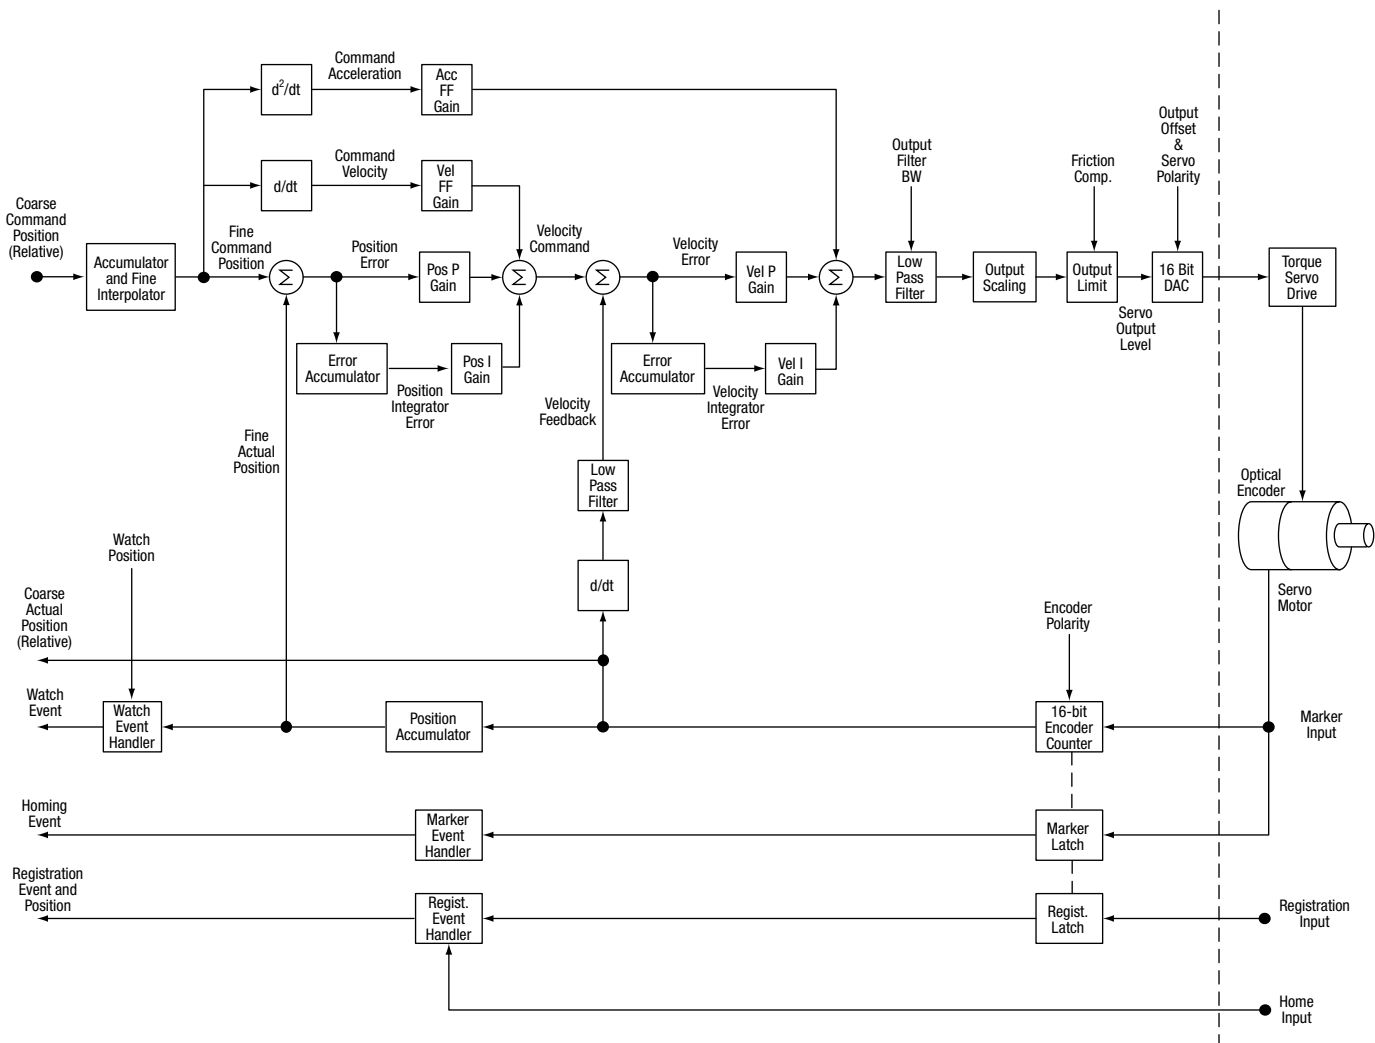 Command
Acceleration
d²/dt
Acc
FF
Gain
Output
Offset
&
Servo
Polarity
Output
Filter
BW
Friction
Comp.
Command
Velocity
d/dt
Vel
FF
Gain
Coarse
Command
Position
(Relative)
Accumulator
and Fine
Interpolator
Fine
Command
Position
Σ
Position
Error
Pos P
Gain
Σ
Velocity
Command
Σ
Velocity
Error
Vel P
Gain
Σ
Low
Pass
Filter
Output
Scaling
Output
Limit
Servo
Output
Level
16 Bit
DAC
Torque
Servo
Drive
Error
Accumulator
Position
Integrator
Error
Pos I
Gain
Velocity
Feedback
Error
Accumulator
Velocity
Integrator
Error
Vel I
Gain
Fine
Actual
Position
Low
Pass
Filter
Optical
Encoder
Servo
Motor
Watch
Position
d/dt
Coarse
Actual
Position
(Relative)
Encoder
Polarity
Watch
Event
Watch
Event
Handler
Position
Accumulator
16-bit
Encoder
Counter
Marker
Input
Homing
Event
Marker
Event
Handler
Marker
Latch
Registration
Event and
Position
Regist.
Event
Handler
Regist.
Latch
Registration
Input
Home
Input